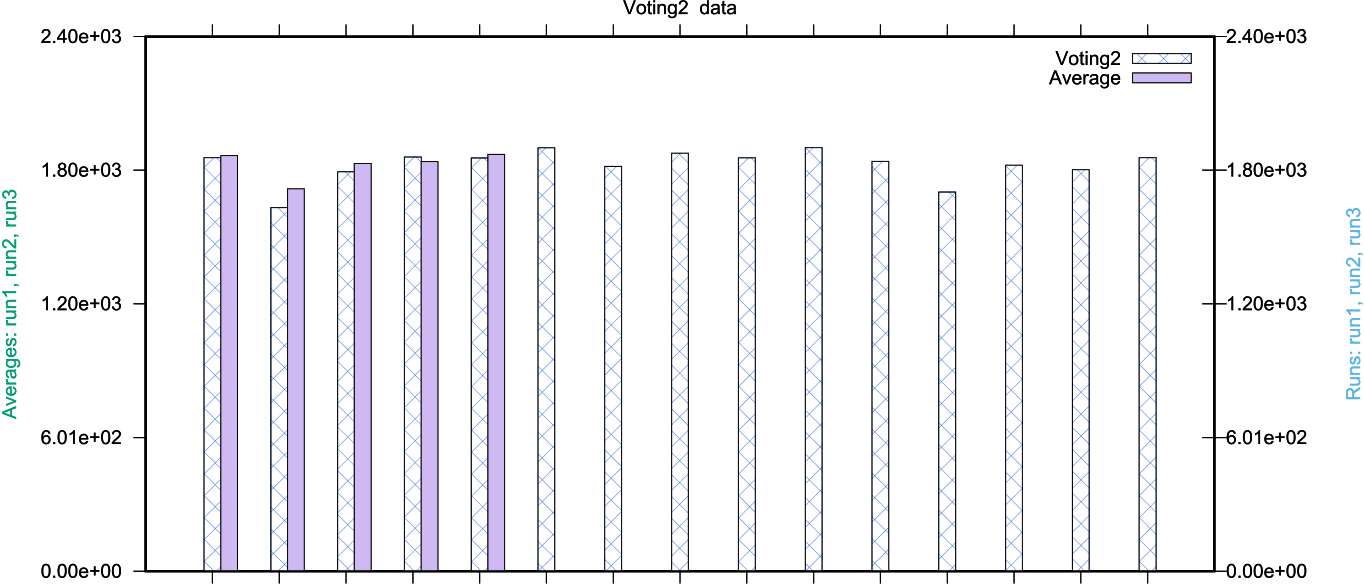 Voting2 data
2.40e+03
1.80e+03
1.20e+03
6.01e+02
0.00e+00
Averages: run1, run2, run3
Voting2
Average
2.40e+03
1.80e+03
1.20e+03
6.01e+02
0.00e+00
Runs: run1, run2, run3